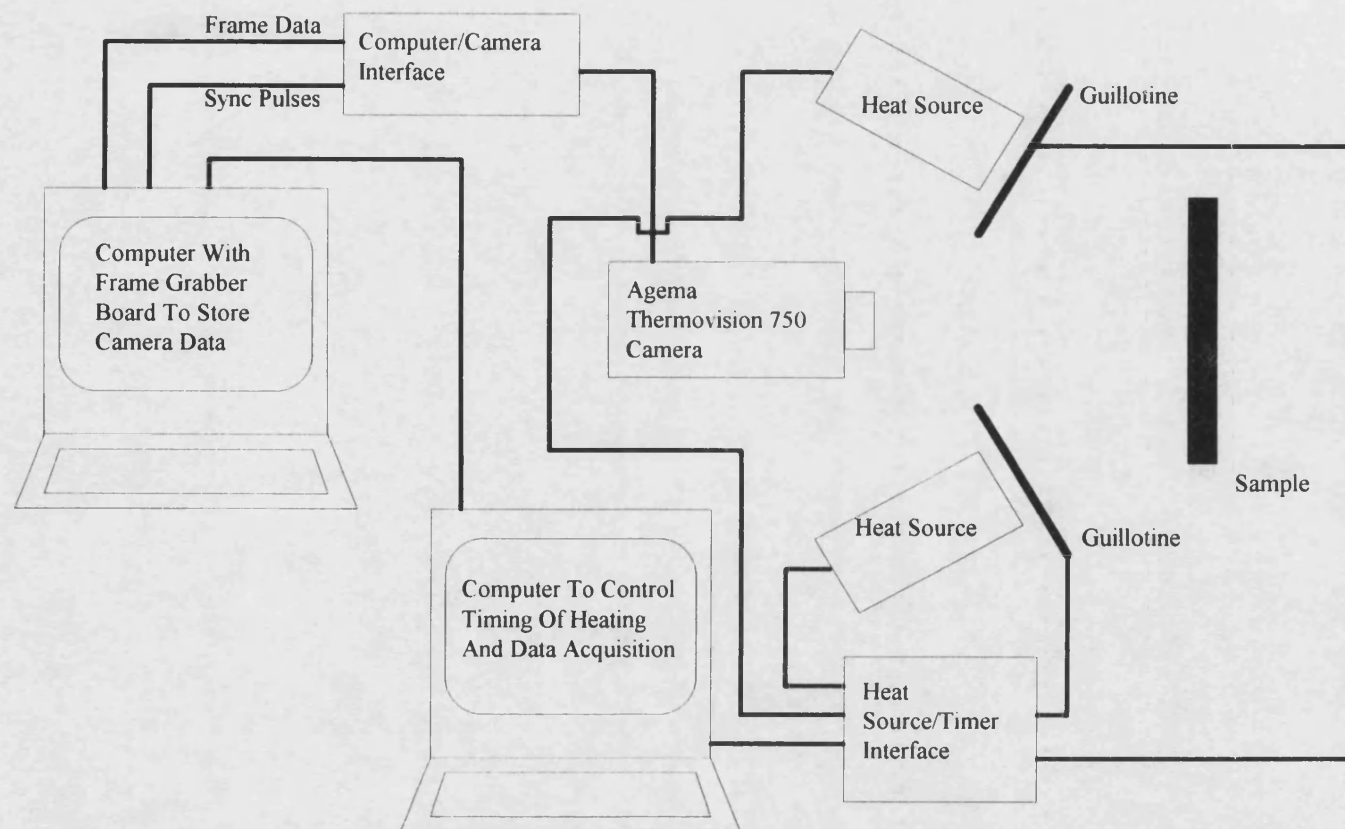 Frame Data
Computer/Camera
Interface
Sync Pulses
Heat Source
Guillotine
Computer With
Frame Grabber
Board To Store
Camera Data
Agema
Thermovision 750
Camera
Sample
Heat Source
Guillotine
Computer To Control
Timing Of Heating
And Data Acquisition
Heat
Source/Timer
Interface